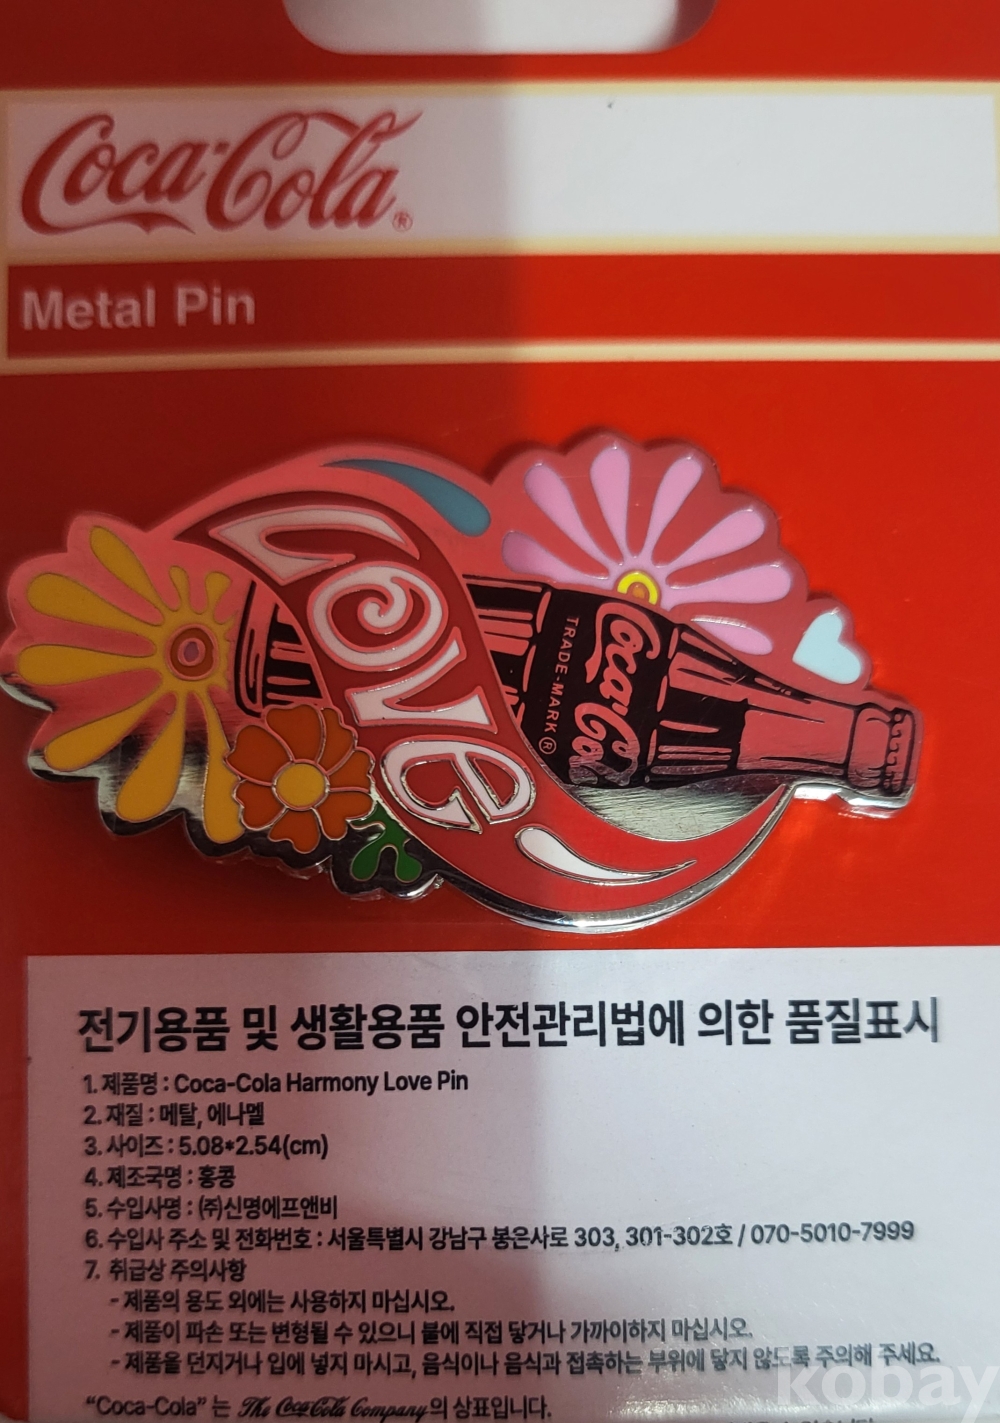 Coca-Cola®
Metal Pin
Love
TRADE-MARK®
Coca-Cola
전기용품 및 생활용품 안전관리법에 의한 품질표시
1. 제품명 : Coca-Cola Harmony Love Pin
2. 재질 : 메탈, 에나멜
3. 사이즈 : 5.08*2.54(cm)
4. 제조국명 : 홍콩
5. 수입사명 : ㈜신명에프앤비
6. 수입사 주소 및 전화번호 : 서울특별시 강남구 봉은사로 303, 301-302호 / 070-5010-7999
7. 취급상 주의사항
- 제품의 용도 외에는 사용하지 마십시오.
- 제품이 파손 또는 변형될 수 있으니 불에 직접 닿거나 가까이하지 마십시오.
- 제품을 던지거나 입에 넣지 마시고, 음식이나 음식과 접촉하는 부위에 닿지 않도록 주의해 주세요.
“Coca-Cola” 는 The Coca-Cola Company의 상표입니다.
kobay